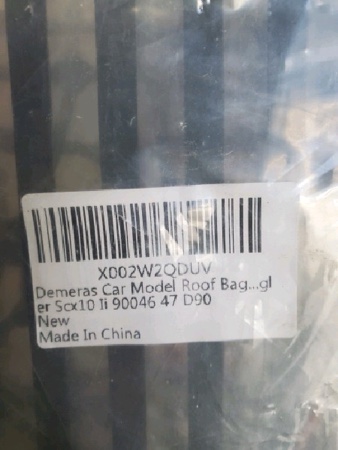 X002W2QDUV
Demeras Car Model Roof Bag...gl
er Scx10 Ii 90046 47 D90
New
Made In China